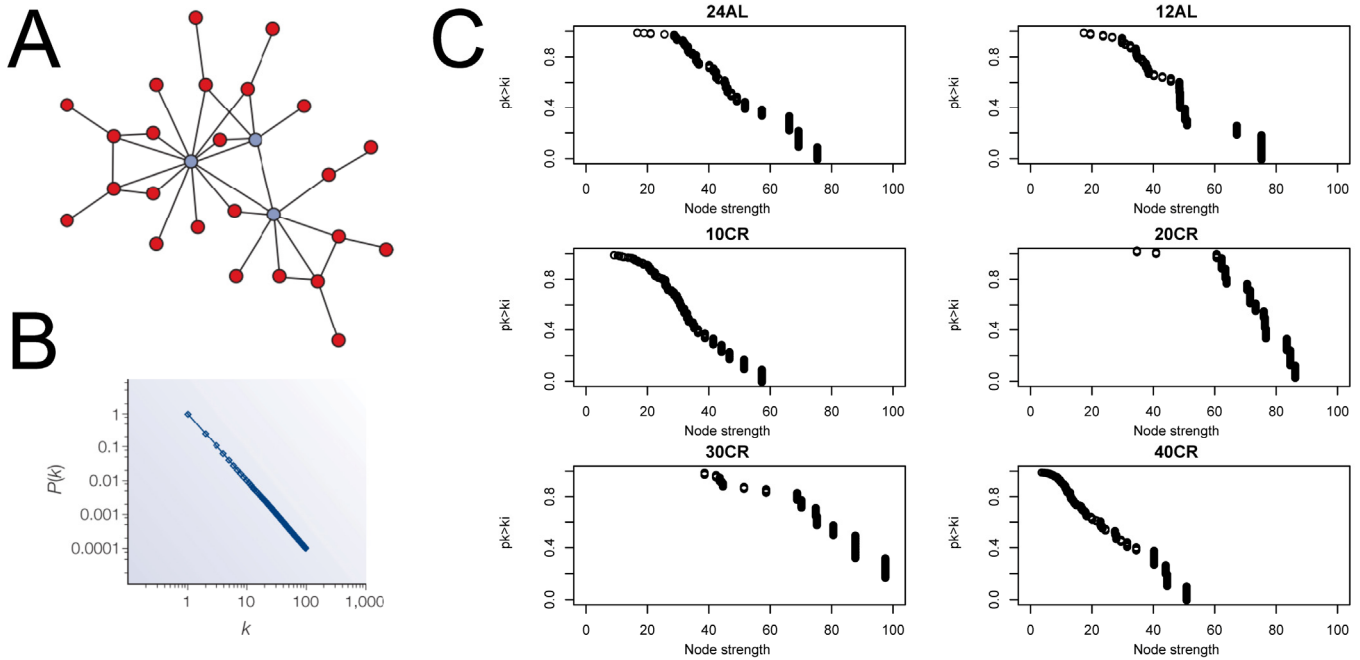 A
B
P(k)
1
0.1
0.01
0.001
0.0001
1 10 100 1,000
k
C
24AL
pk>ki
0.8
0.4
0.0
0 20 40 60 80 100
Node strength
12AL
pk>ki
0.8
0.4
0.0
0 20 40 60 80 100
Node strength
10CR
pk>ki
0.8
0.4
0.0
0 20 40 60 80 100
Node strength
20CR
pk>ki
0.8
0.4
0.0
0 20 40 60 80 100
Node strength
30CR
pk>ki
0.8
0.4
0.0
0 20 40 60 80 100
Node strength
40CR
pk>ki
0.8
0.4
0.0
0 20 40 60 80 100
Node strength